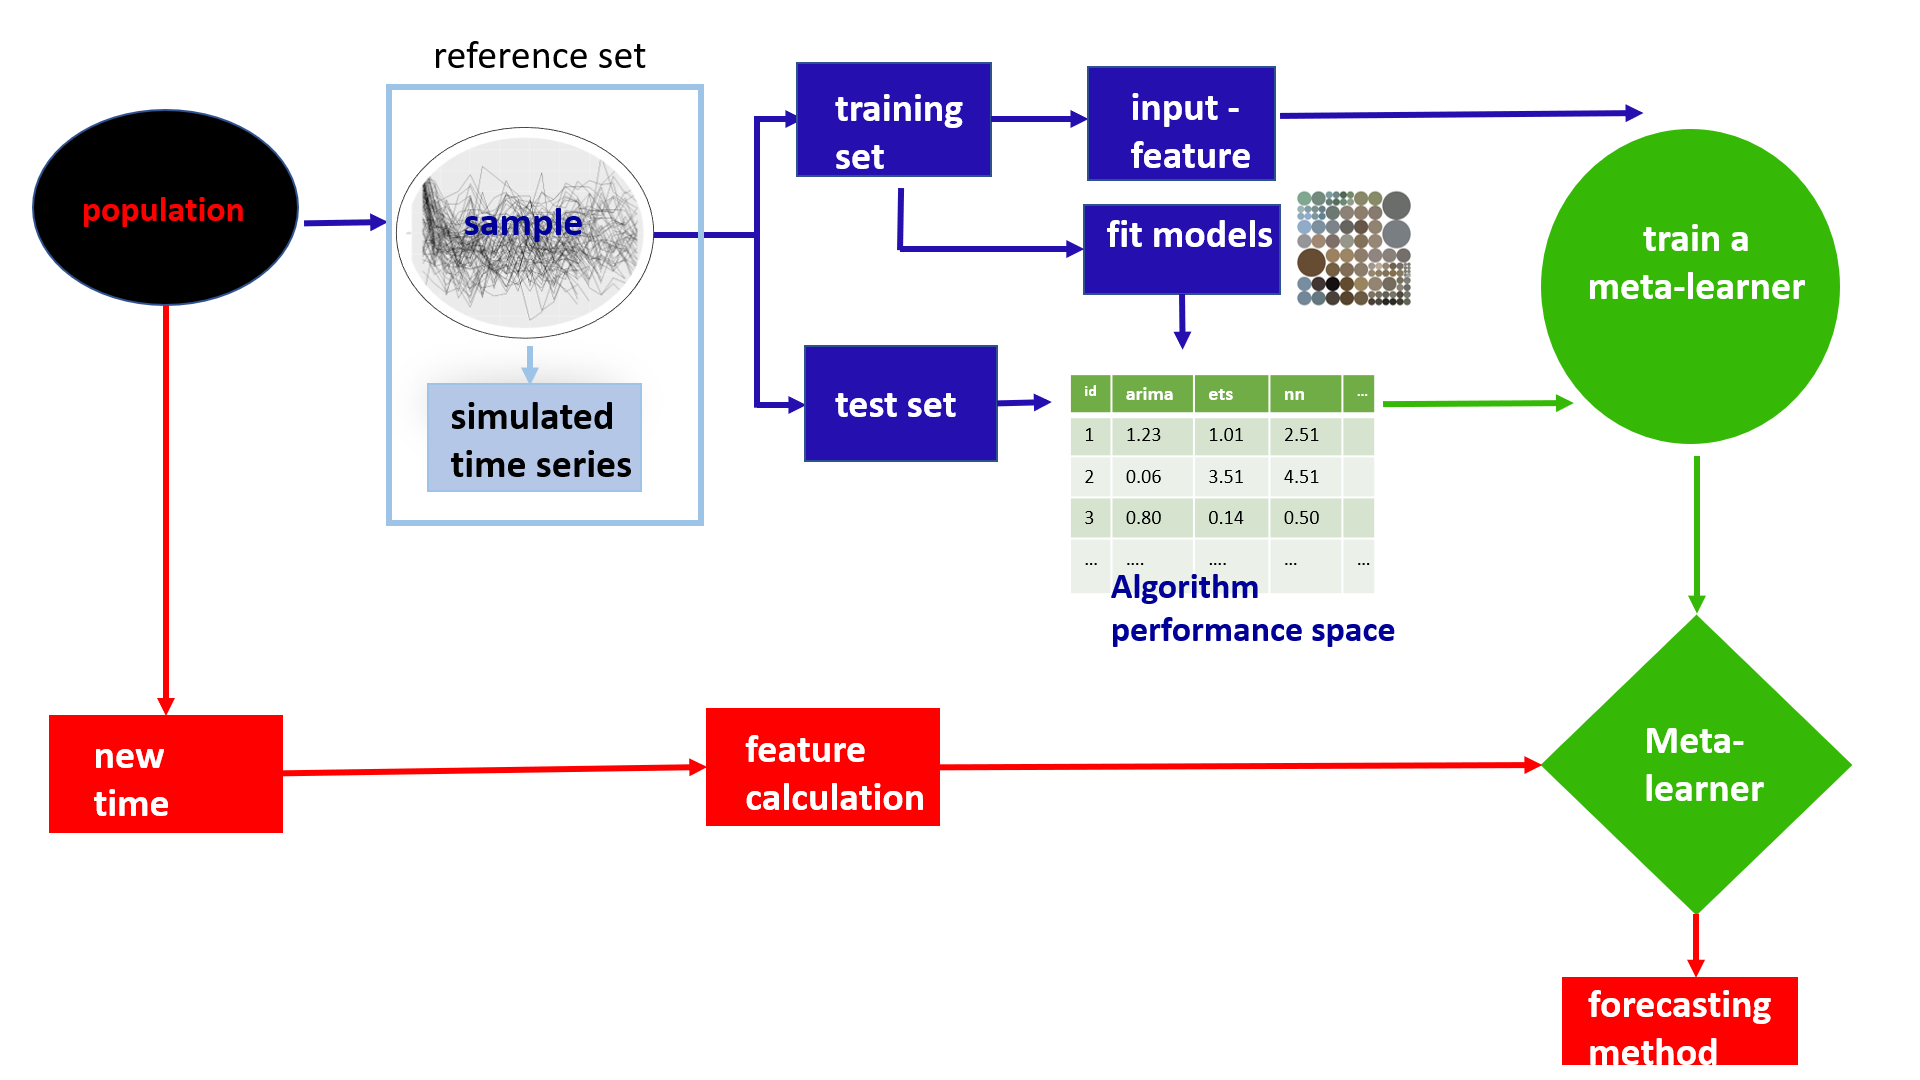 reference set
population
sample
simulated
time series
training
set
input -
feature
fit models
test set
id arima ets nn ...
1 1.23 1.01 2.51
2 0.06 3.51 4.51
3 0.80 0.14 0.50
... .... .... ... ...
Algorithm
performance space
train a
meta-learner
new
time
feature
calculation
Meta-
learner
forecasting
method